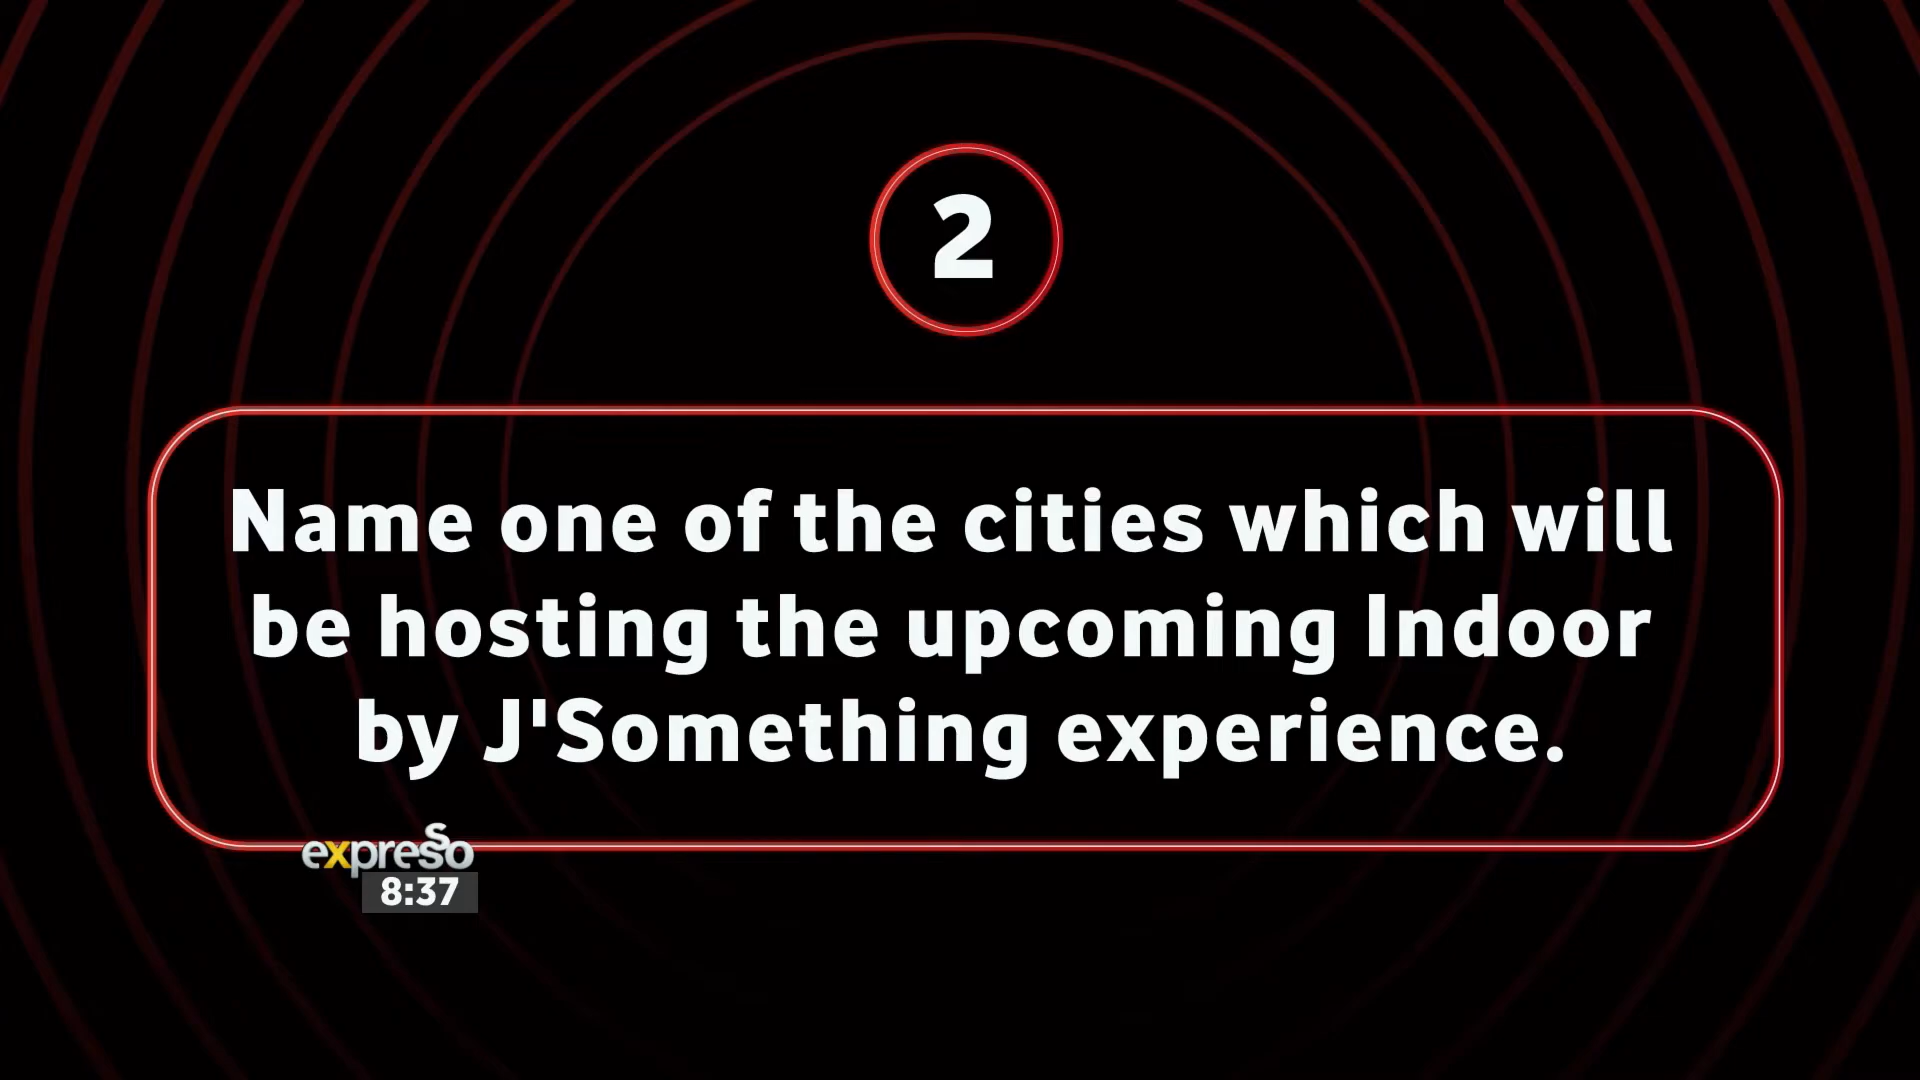 2
Name one of the cities which will
be hosting the upcoming Indoor
by J'Something experience.
expresso
8:37